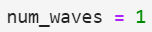 num_waves = 1